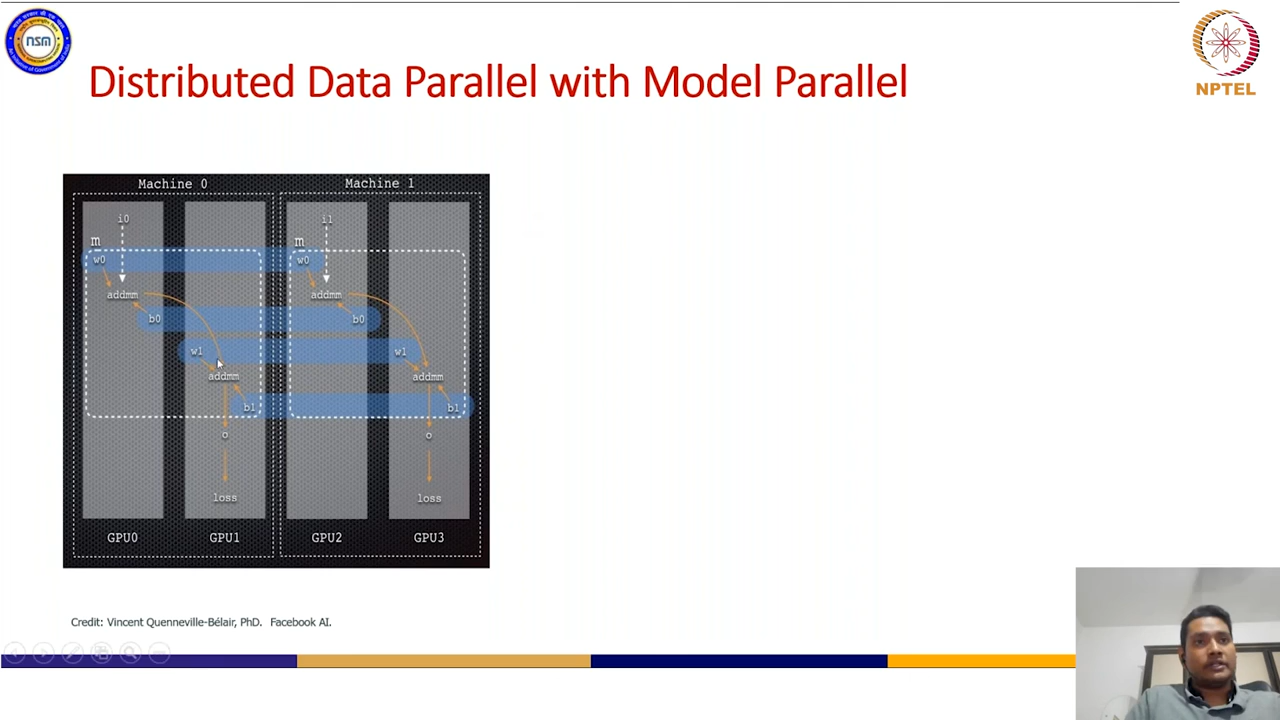 nsm
NPTEL
Distributed Data Parallel with Model Parallel
Machine 0
Machine 1
i0
i1
m
m
w0
w0
addmm
addmm
b0
b0
w1
w1
addmm
addmm
b1
b1
o
o
loss
loss
GPU0
GPU1
GPU2
GPU3
Credit: Vincent Quenneville-Bélair, PhD. Facebook AI.